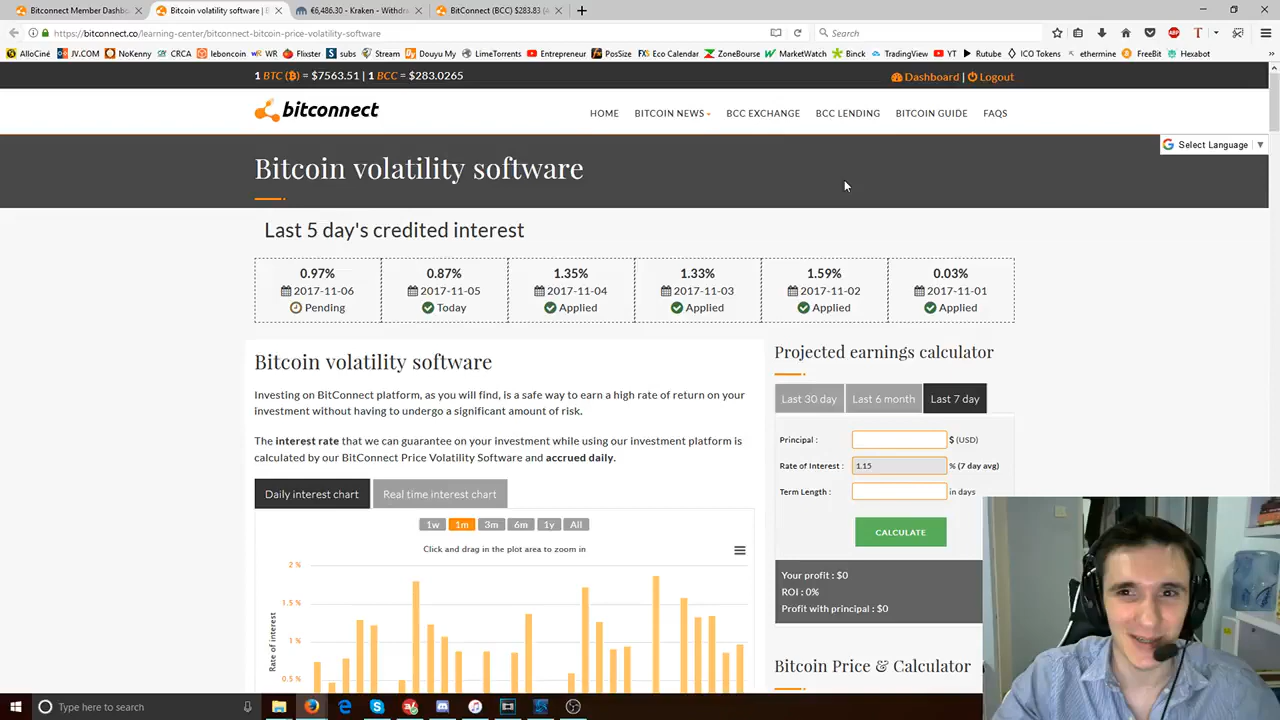 Bitconnect Member Dashb
Bitcoin volatility software |
€6,486.30 - Kraken - Withdr
BitConnect (BCC) $283.83 (
https://bitconnect.co/learning-center/bitconnect-bitcoin-price-volatility-software
Search
AlloCiné JV.COM NoKenny CRCA leboncoin WR Flixster subs Stream Douyu My LimeTorrents Entrepreneur PosSize Eco Calendar ZoneBourse MarketWatch Binck TradingView YT Rutube ICO Tokens ethermine FreeBit Hexabot
1 BTC (฿) = $7563.51 | 1 BCC = $283.0265
Dashboard | Logout
bitconnect
HOME BITCOIN NEWS BCC EXCHANGE BCC LENDING BITCOIN GUIDE FAQS
Select Language
Bitcoin volatility software
Last 5 day's credited interest
0.97% 0.87% 1.35% 1.33% 1.59% 0.03%
2017-11-06 2017-11-05 2017-11-04 2017-11-03 2017-11-02 2017-11-01
Pending Today Applied Applied Applied Applied
Bitcoin volatility software
Investing on BitConnect platform, as you will find, is a safe way to earn a high rate of return on your
investment without having to undergo a significant amount of risk.
The interest rate that we can guarantee on your investment while using our investment platform is
calculated by our BitConnect Price Volatility Software and accrued daily.
Daily interest chart Real time interest chart
1w 1m 3m 6m 1y All
Click and drag in the plot area to zoom in
2 %
1.5 %
1 %
0.5 %
Rate of interest
Projected earnings calculator
Last 30 day Last 6 month Last 7 day
Principal : $ (USD)
Rate of Interest : 1.15 % (7 day avg)
Term Length : in days
CALCULATE
Your profit : $0
ROI : 0%
Profit with principal : $0
Bitcoin Price & Calculator
Type here to search